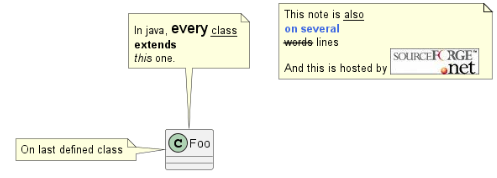 In java, every class
extends
this one.
This note is also
on several
words lines
And this is hosted by SOURCEFORGE™
.net
On last defined class
C Foo